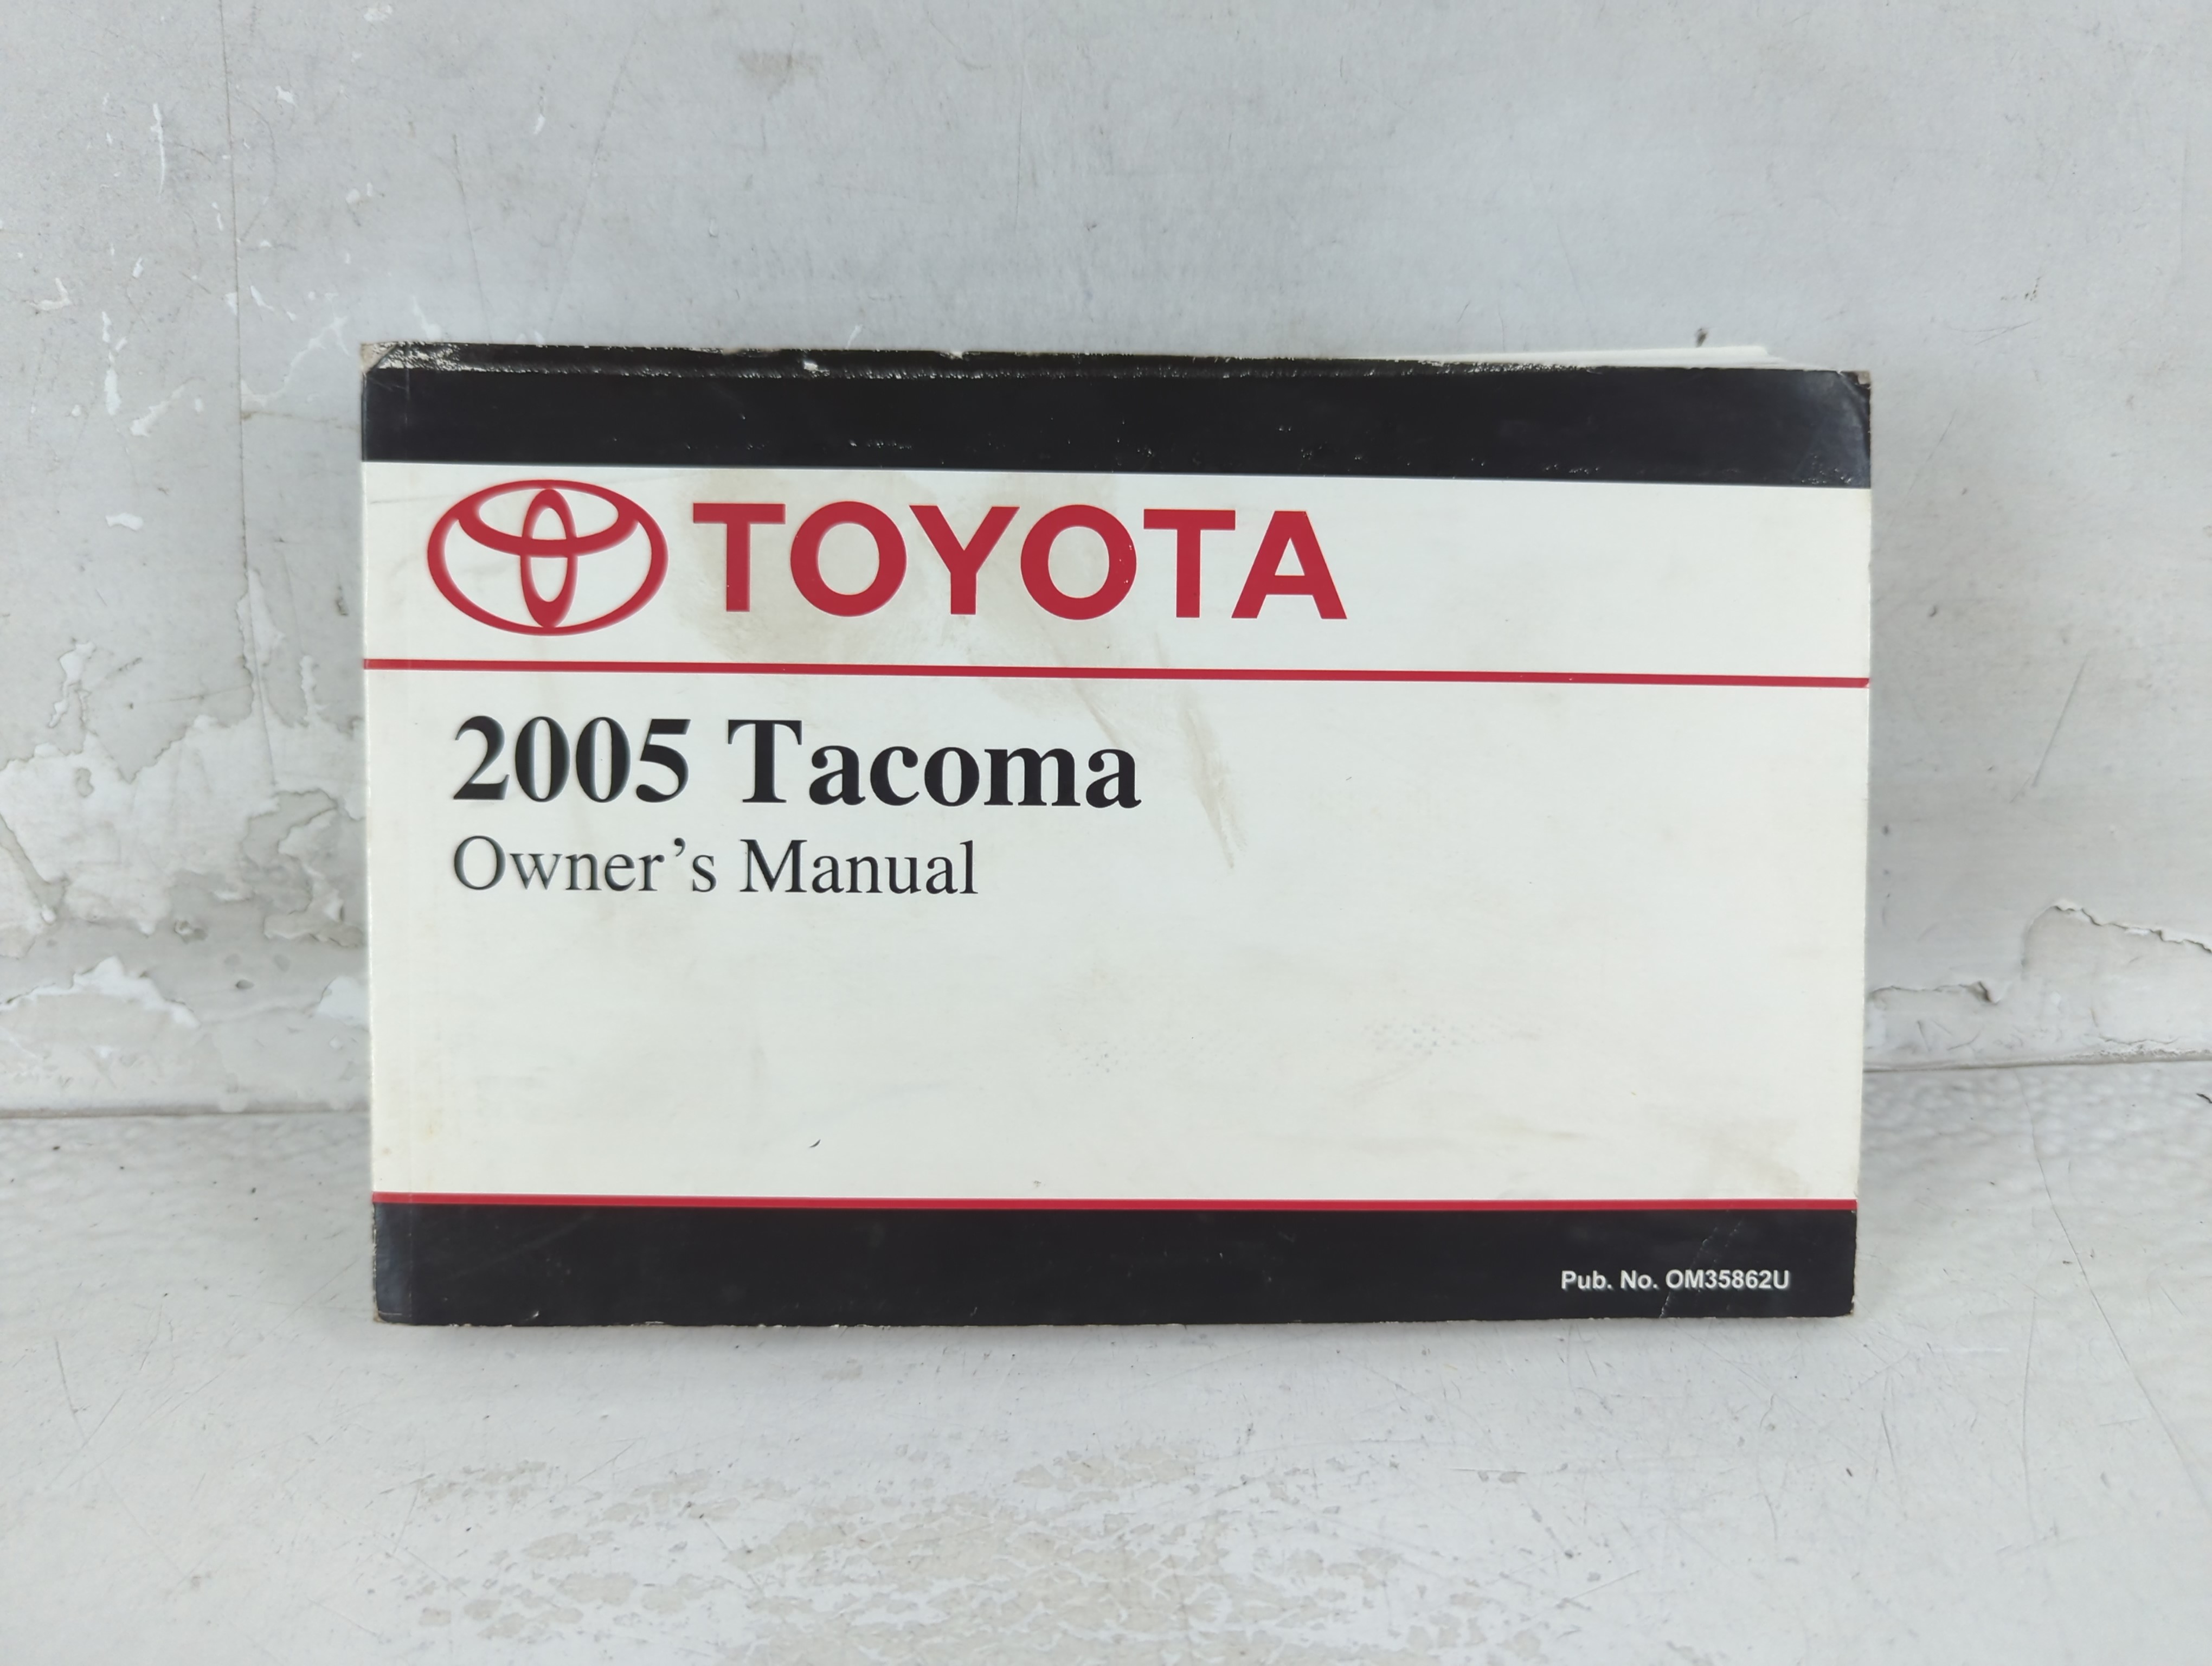 TOYOTA
2005 Tacoma
Owner’s Manual
Pub. No. OM35862U